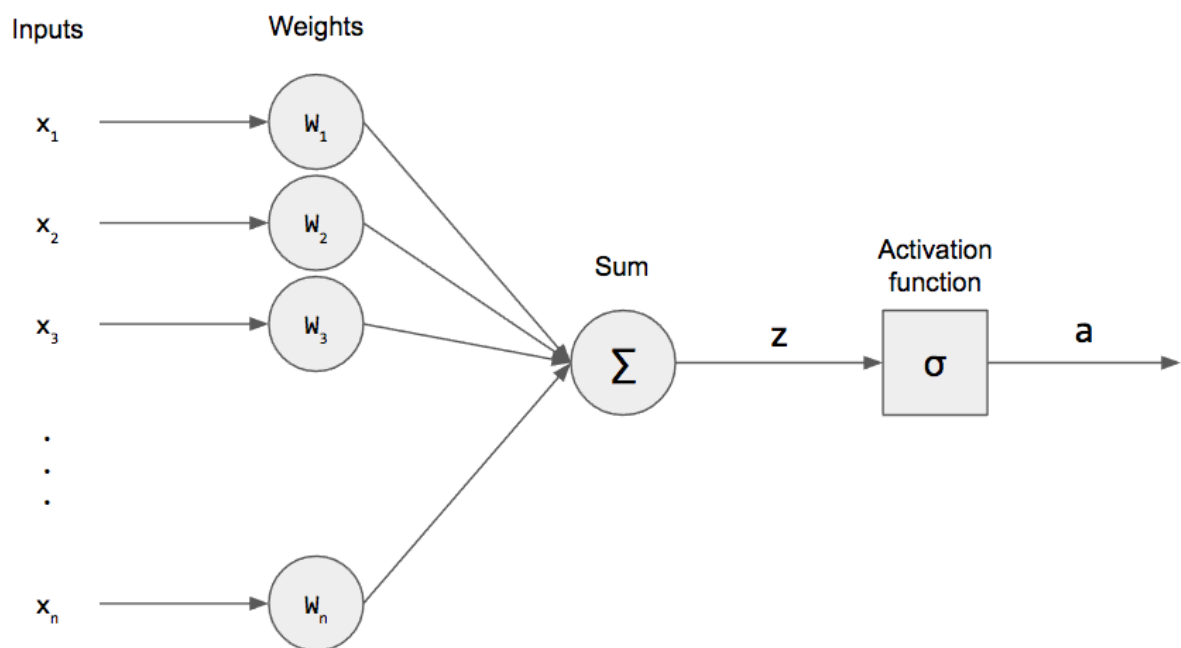 Inputs
Weights
x₁
W₁
x₂
W₂
x₃
W₃
.
.
.
xₙ
Wₙ
Sum
Σ
z
Activation
function
σ
a